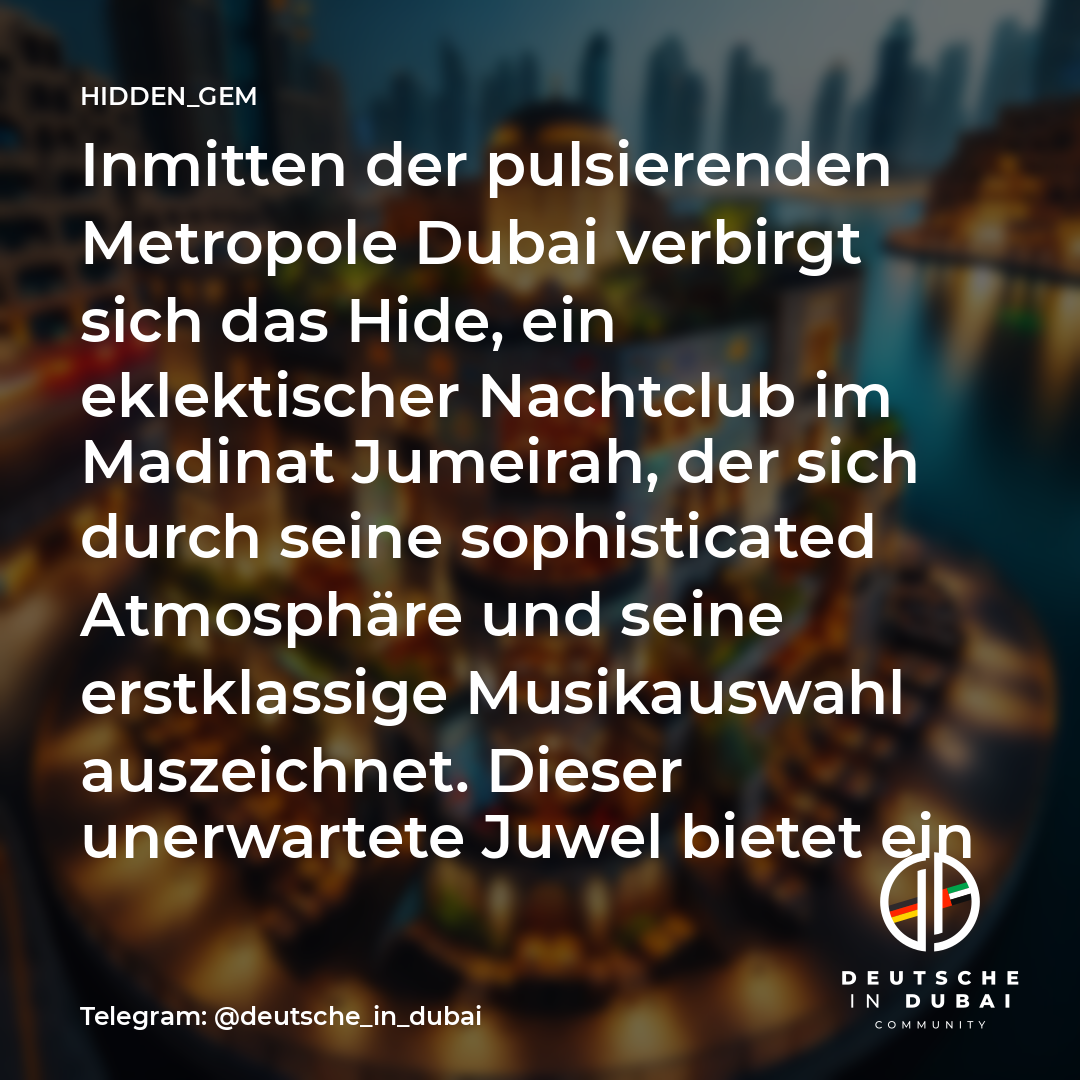 HIDDEN_GEM
Inmitten der pulsierenden
Metropole Dubai verbirgt
sich das Hide, ein
eklektischer Nachtclub im
Madinat Jumeirah, der sich
durch seine sophisticated
Atmosphäre und seine
erstklassige Musikauswahl
auszeichnet. Dieser
unerwartete Juwel bietet ein
DEUTSCHE
IN DUBAI
COMMUNITY
Telegram: @deutsche_in_dubai